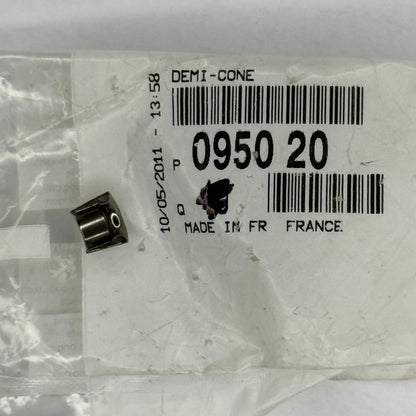 DEMI-CONE
P 0950 20
Q
MADE IN FR FRANCE
10/05/2011 - 13:58